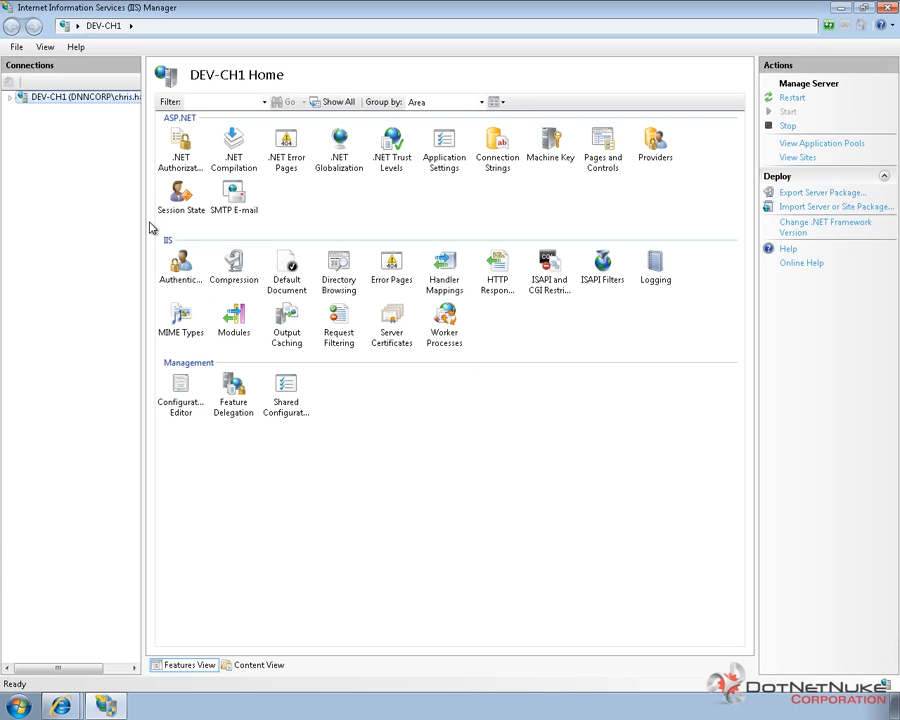 Internet Information Services (IIS) Manager
DEV-CH1
File View Help
Connections
DEV-CH1 (DNNCORP\chris.h
DEV-CH1 Home
Filter: Go Show All Group by: Area
ASP.NET
.NET Authorizat...
.NET Compilation
.NET Error Pages
.NET Globalization
.NET Trust Levels
Application Settings
Connection Strings
Machine Key
Pages and Controls
Providers
Session State
SMTP E-mail
IIS
Authentic...
Compression
Default Document
Directory Browsing
Error Pages
Handler Mappings
HTTP Respon...
ISAPI and CGI Restri...
ISAPI Filters
Logging
MIME Types
Modules
Output Caching
Request Filtering
Server Certificates
Worker Processes
Management
Configurat... Editor
Feature Delegation
Shared Configurat...
Features View Content View
Actions
Manage Server
Restart
Start
Stop
View Application Pools
View Sites
Deploy
Export Server Package...
Import Server or Site Package...
Change .NET Framework
Version
Help
Online Help
Ready
DOTNETNUKE
CORPORATION